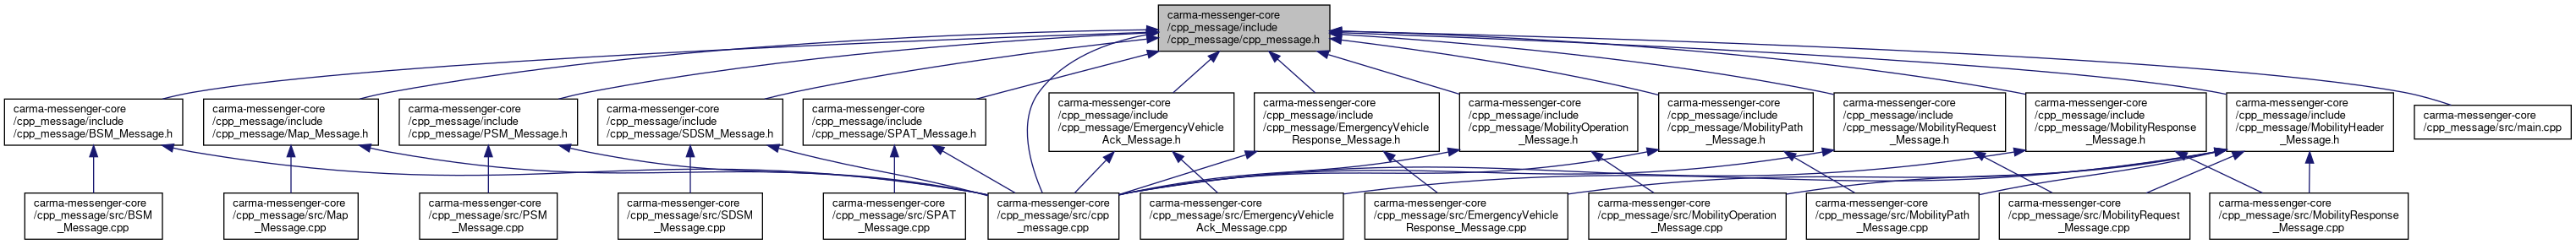 carma-messenger-core
/cpp_message/include
/cpp_message/cpp_message.h
carma-messenger-core
/cpp_message/include
/cpp_message/BSM_Message.h
carma-messenger-core
/cpp_message/include
/cpp_message/Map_Message.h
carma-messenger-core
/cpp_message/include
/cpp_message/PSM_Message.h
carma-messenger-core
/cpp_message/include
/cpp_message/SDSM_Message.h
carma-messenger-core
/cpp_message/include
/cpp_message/SPAT_Message.h
carma-messenger-core
/cpp_message/include
/cpp_message/EmergencyVehicle
Ack_Message.h
carma-messenger-core
/cpp_message/include
/cpp_message/EmergencyVehicle
Response_Message.h
carma-messenger-core
/cpp_message/include
/cpp_message/MobilityOperation
_Message.h
carma-messenger-core
/cpp_message/include
/cpp_message/MobilityPath
_Message.h
carma-messenger-core
/cpp_message/include
/cpp_message/MobilityRequest
_Message.h
carma-messenger-core
/cpp_message/include
/cpp_message/MobilityResponse
_Message.h
carma-messenger-core
/cpp_message/include
/cpp_message/MobilityHeader
_Message.h
carma-messenger-core
/cpp_message/src/main.cpp
carma-messenger-core
/cpp_message/src/BSM
_Message.cpp
carma-messenger-core
/cpp_message/src/Map
_Message.cpp
carma-messenger-core
/cpp_message/src/PSM
_Message.cpp
carma-messenger-core
/cpp_message/src/SDSM
_Message.cpp
carma-messenger-core
/cpp_message/src/SPAT
_Message.cpp
carma-messenger-core
/cpp_message/src/cpp
_message.cpp
carma-messenger-core
/cpp_message/src/EmergencyVehicle
Ack_Message.cpp
carma-messenger-core
/cpp_message/src/EmergencyVehicle
Response_Message.cpp
carma-messenger-core
/cpp_message/src/MobilityOperation
_Message.cpp
carma-messenger-core
/cpp_message/src/MobilityPath
_Message.cpp
carma-messenger-core
/cpp_message/src/MobilityRequest
_Message.cpp
carma-messenger-core
/cpp_message/src/MobilityResponse
_Message.cpp